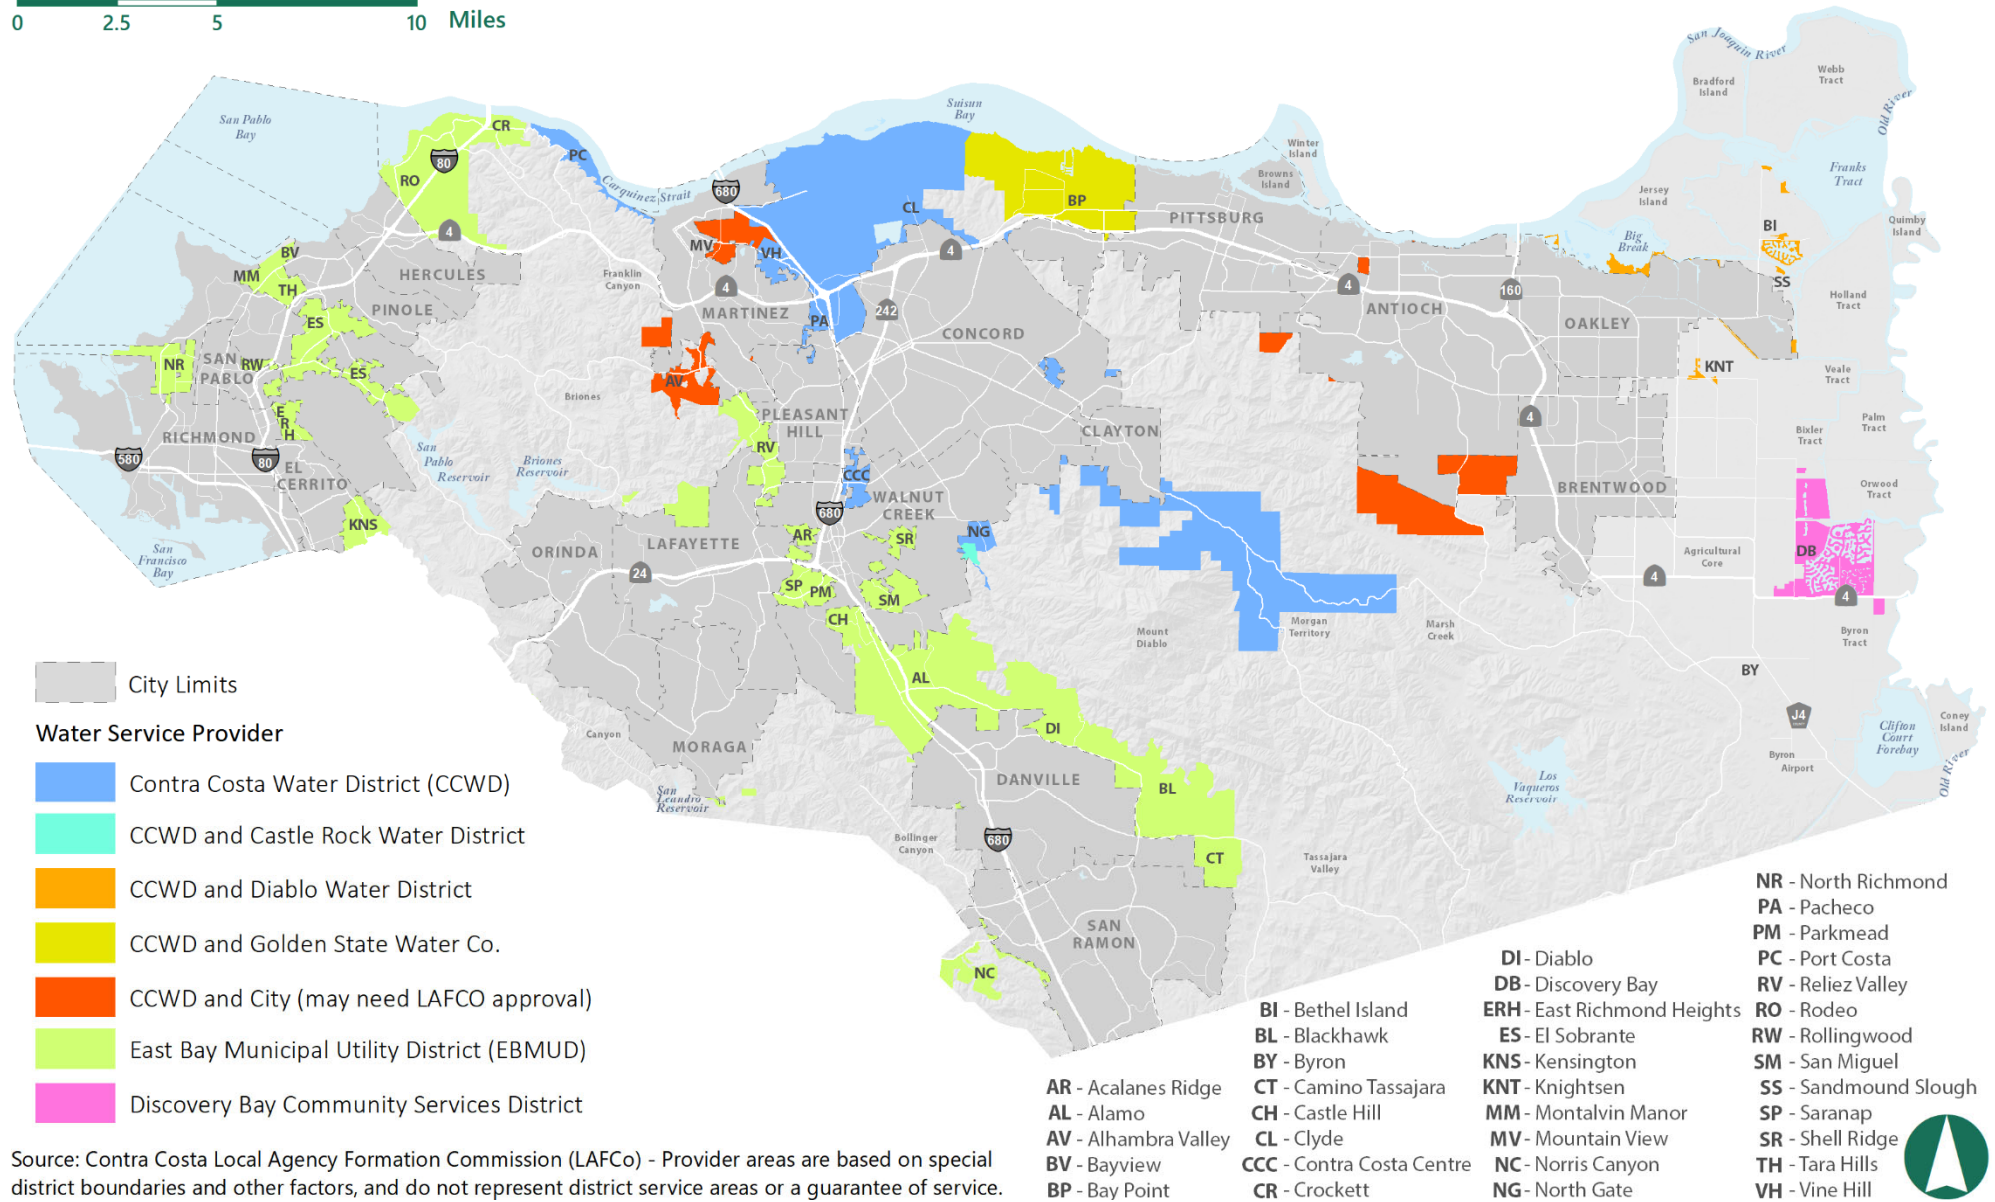 0 2.5 5 10 Miles
San Joaquin River
Webb
Tract
Bradford
Island
Old River
San Pablo
Bay
Suisun
Bay
CR
80
PC
RO
Carquinez Strait
680
Winter
Island
Browns
Island
Franks
Tract
Jersey
Island
BP
CL
PITTSBURG
Quimby
Island
BI
4
MV
VH
4
Big
Break
BV
MM
TH
HERCULES
Franklin
Canyon
4
SS
4
160
Holland
Tract
PINOLE
MARTINEZ
PA
242
CONCORD
ANTIOCH
OAKLEY
ES
NR
SAN
PABLO
RW
ES
AV
KNT
Veale
Tract
Briones
E
R
H
PLEASANT
HILL
CLAYTON
4
Palm
Tract
Bixler
Tract
RICHMOND
580
80
San
Pablo
Reservoir
Briones
Reservoir
RV
EL
CERRITO
CCC
WALNUT
CREEK
BRENTWOOD
Orwood
Tract
KNS
680
ORINDA
LAFAYETTE
AR
SR
NG
San
Francisco
Bay
Agricultural
Core
DB
24
SP
PM
SM
4
4
CH
Mount
Diablo
Morgan
Territory
Marsh
Creek
Byron
Tract
AL
BY
DI
J4
Clifton
Court
Forebay
Coney
Island
Canyon
MORAGA
Byron
Airport
Old River
DANVILLE
BL
Los
Vaqueros
Reservoir
San
Leandro
Reservoir
Bollinger
Canyon
680
CT
Tassajara
Valley
SAN
RAMON
NC
City Limits
Water Service Provider
Contra Costa Water District (CCWD)
CCWD and Castle Rock Water District
CCWD and Diablo Water District
CCWD and Golden State Water Co.
CCWD and City (may need LAFCO approval)
East Bay Municipal Utility District (EBMUD)
Discovery Bay Community Services District
AR - Acalanes Ridge
AL - Alamo
AV - Alhambra Valley
BV - Bayview
BP - Bay Point
BI - Bethel Island
BL - Blackhawk
BY - Byron
CT - Camino Tassajara
CH - Castle Hill
CL - Clyde
CCC - Contra Costa Centre
CR - Crockett
DI - Diablo
DB - Discovery Bay
ERH - East Richmond Heights
ES - El Sobrante
KNS - Kensington
KNT - Knightsen
MM - Montalvin Manor
MV - Mountain View
NC - Norris Canyon
NG - North Gate
NR - North Richmond
PA - Pacheco
PM - Parkmead
PC - Port Costa
RV - Reliez Valley
RO - Rodeo
RW - Rollingwood
SM - San Miguel
SS - Sandmound Slough
SP - Saranap
SR - Shell Ridge
TH - Tara Hills
VH - Vine Hill
Source: Contra Costa Local Agency Formation Commission (LAFCo) - Provider areas are based on special
district boundaries and other factors, and do not represent district service areas or a guarantee of service.